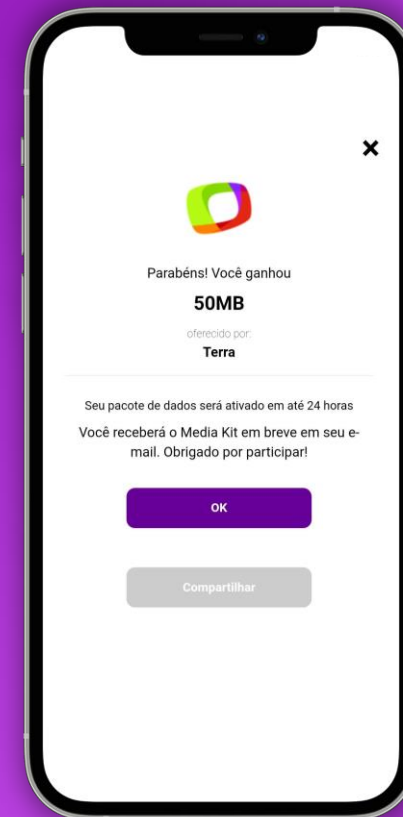 Parabéns! Você ganhou
50MB
oferecido por:
Terra
Seu pacote de dados será ativado em até 24 horas
Você receberá o Media Kit em breve em seu e-
mail. Obrigado por participar!
OK
Compartilhar